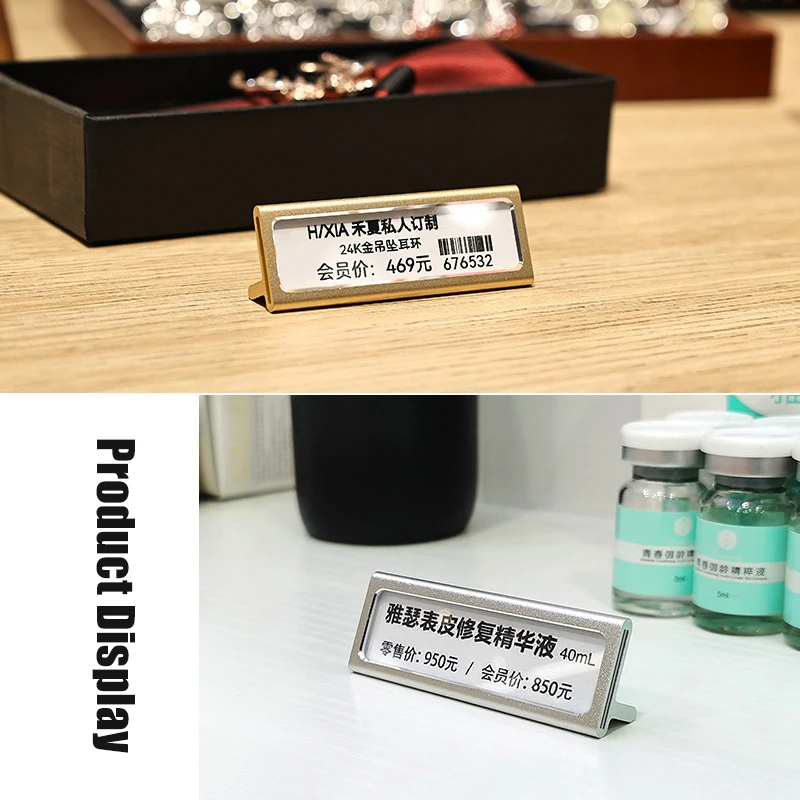 H/XIA 禾夏私人订制
24K金吊坠耳环
会员价：469元 676532
Product Display
雅瑟表皮修复精华液 40mL
零售价：950元 / 会员价：850元
青春御龄精粹液
5ml
5ml